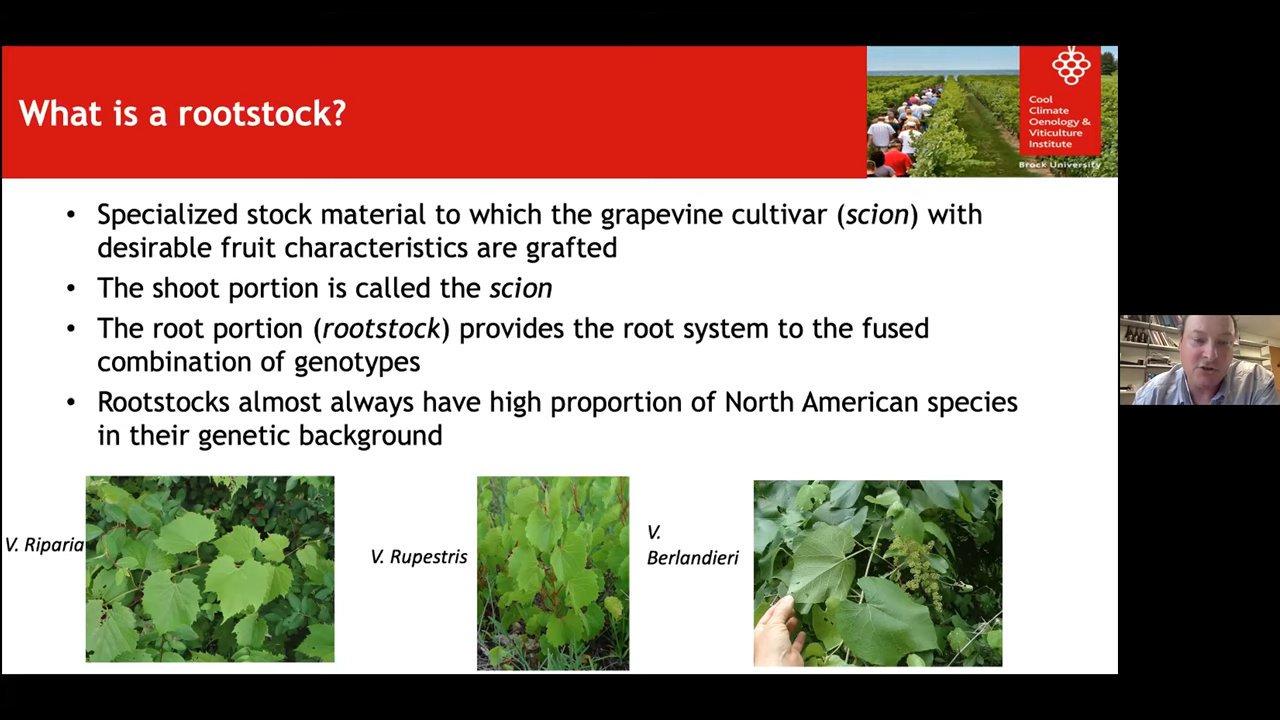 What is a rootstock?
Cool
Climate
Oenology &
Viticulture
Institute
Brock University
• Specialized stock material to which the grapevine cultivar (scion) with
desirable fruit characteristics are grafted
• The shoot portion is called the scion
• The root portion (rootstock) provides the root system to the fused
combination of genotypes
• Rootstocks almost always have high proportion of North American species
in their genetic background
V. Riparia
V. Rupestris
V.
Berlandieri